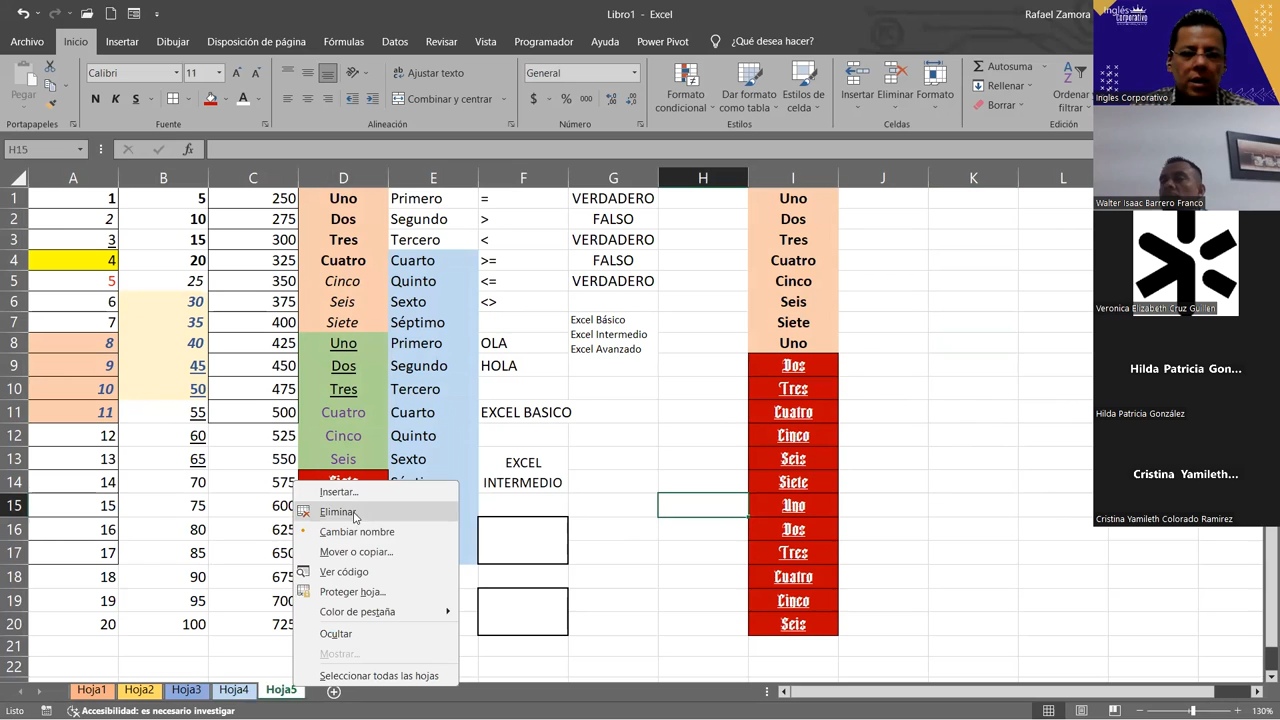 Libro1 - Excel
Rafael Zamora
Archivo Inicio Insertar Dibujar Disposición de página Fórmulas Datos Revisar Vista Programador Ayuda Power Pivot ¿Qué desea hacer?
Pegar
Calibri 11
Ajustar texto
General
Autosuma
N K S
Combinar y centrar
$ % 000
Formato condicional
Dar formato como tabla
Estilos de celda
Insertar Eliminar Formato
Rellenar
Borrar
Ordenar
filtrar
Portapapeles Fuente Alineación Número Estilos Celdas Edición
H15 fx
A B C D E F G H I J K L
1 1 5 250 Uno Primero = VERDADERO Uno
2 2 10 275 Dos Segundo > FALSO Dos
3 3 15 300 Tres Tercero < VERDADERO Tres
4 4 20 325 Cuatro Cuarto >= FALSO Cuatro
5 5 25 350 Cinco Quinto <= VERDADERO Cinco
6 6 30 375 Seis Sexto <> Seis
7 7 35 400 Siete Séptimo Siete
Excel Básico
Excel Intermedio
Excel Avanzado
8 8 40 425 Uno Primero OLA Uno
9 9 45 450 Dos Segundo HOLA Dos
10 10 50 475 Tres Tercero Tres
11 11 55 500 Cuatro Cuarto EXCEL BASICO Cuatro
12 12 60 525 Cinco Quinto Cinco
13 13 65 550 Seis Sexto EXCEL Seis
14 14 70 575 Siete INTERMEDIO Siete
15 15 75 600 Uno
16 16 80 Dos
17 17 85 650 Tres
18 18 90 675 Cuatro
19 19 95 700 Cinco
20 20 100 725 Seis
21
22
Insertar...
Eliminar
Cambiar nombre
Mover o copiar...
Ver código
Proteger hoja...
Color de pestaña
Ocultar
Mostrar...
Seleccionar todas las hojas
Hoja1 Hoja2 Hoja3 Hoja4 Hoja5
Listo Accesibilidad: es necesario investigar
130%
Inglés
Corporativo
Ingles Corporativo
Walter Isaac Barrero Franco
Veronica Elizabeth Cruz Guillen
Hilda Patricia Gon...
Hilda Patricia González
Cristina Yamileth...
Cristina Yamileth Colorado Ramirez